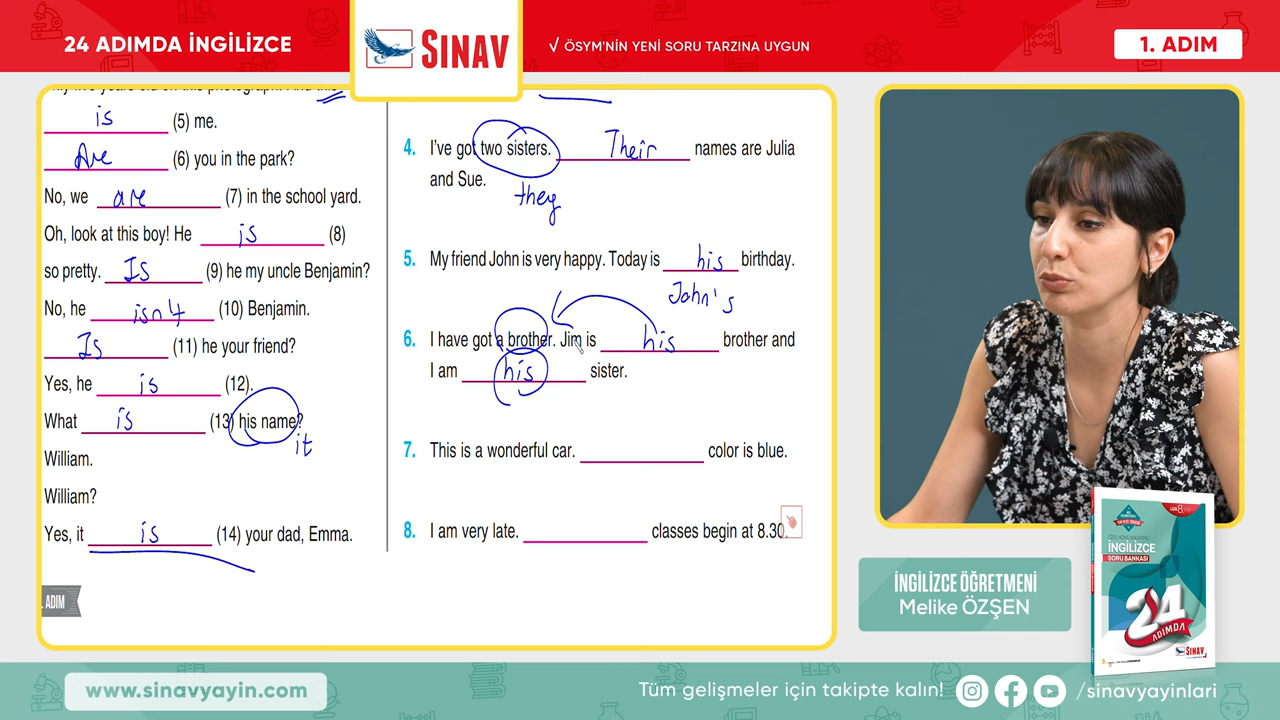 24 ADIMDA İNGİLİZCE
SINAV
√ ÖSYM'NİN YENİ SORU TARZINA UYGUN
1. ADIM
is (5) me.
Are (6) you in the park?
No, we are (7) in the school yard.
Oh, look at this boy! He is (8)
so pretty. Is (9) he my uncle Benjamin?
No, he isn't (10) Benjamin.
Is (11) he your friend?
Yes, he is (12).
What is (13) his name?
it
William.
William?
Yes, it is (14) your dad, Emma.
ADIM
4. I've got two sisters. Their names are Julia
and Sue.
they
5. My friend John is very happy. Today is his birthday.
John's
6. I have got a brother. Jim is his brother and
I am his sister.
7. This is a wonderful car. color is blue.
8. I am very late. classes begin at 8.30.
İNGİLİZCE ÖĞRETMENİ
Melike ÖZŞEN
LGS 8
İNGİLİZCE
SORU BANKASI
24
ADIMDA
SINAV
www.sinavyayin.com
Tüm gelişmeler için takipte kalın! /sinavyayinlari